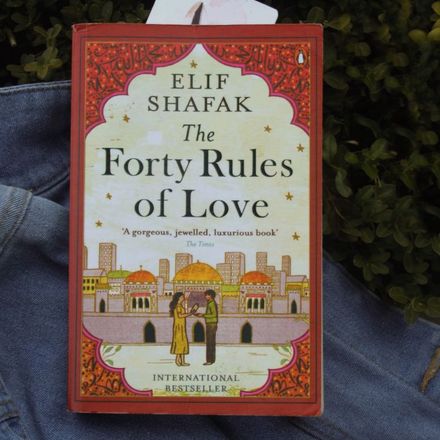 ELIF
SHAFAK
The
Forty Rules
of Love
'A gorgeous, jewelled, luxurious book'
The Times
INTERNATIONAL
BESTSELLER